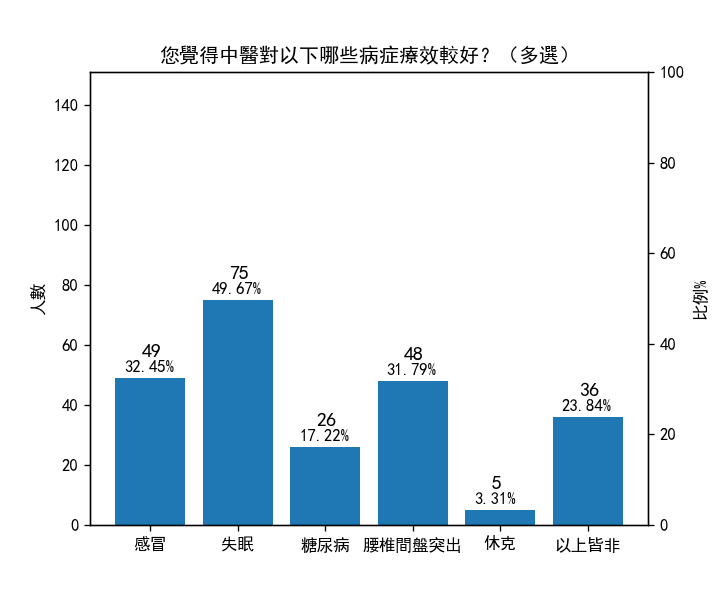 您覺得中醫對以下哪些病症療效較好？（多選）
140
120
100
80
60
40
20
0
人數
100
80
60
40
20
0
比例%
49
32.45%
75
49.67%
26
17.22%
48
31.79%
5
3.31%
36
23.84%
感冒
失眠
糖尿病
腰椎間盤突出
休克
以上皆非